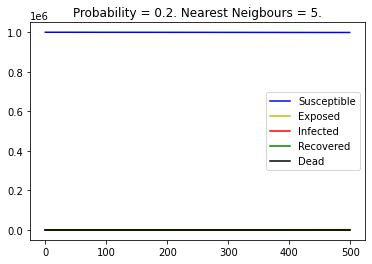 Probability = 0.2. Nearest Neigbours = 5.
1e6
1.0
0.8
0.6
0.4
0.2
0.0
Susceptible
Exposed
Infected
Recovered
Dead
0 100 200 300 400 500